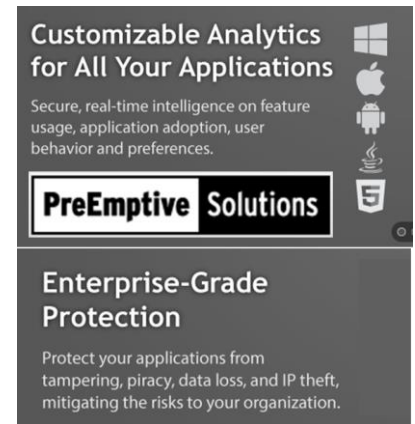 Customizable Analytics
for All Your Applications
Secure, real-time intelligence on feature
usage, application adoption, user
behavior and preferences.
5
PreEmptive Solutions
Enterprise-Grade
Protection
Protect your applications from
tampering, piracy, data loss, and IP theft,
mitigating the risks to your organization.